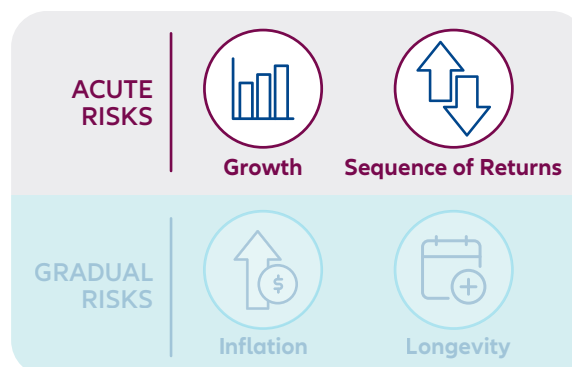 ACUTE
RISKS
Growth
Sequence of Returns
GRADUAL
RISKS
$
Inflation
Longevity